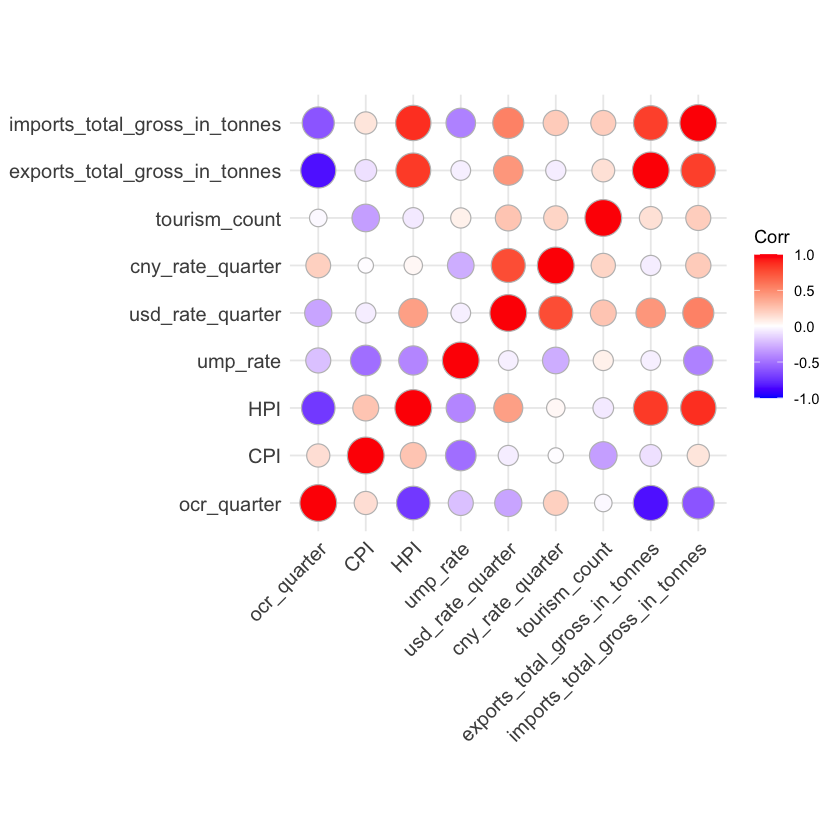 imports_total_gross_in_tonnes
exports_total_gross_in_tonnes
tourism_count
cny_rate_quarter
usd_rate_quarter
ump_rate
HPI
CPI
ocr_quarter
ocr_quarter
CPI
HPI
ump_rate
usd_rate_quarter
cny_rate_quarter
tourism_count
exports_total_gross_in_tonnes
imports_total_gross_in_tonnes
Corr
1.0
0.5
0.0
-0.5
-1.0